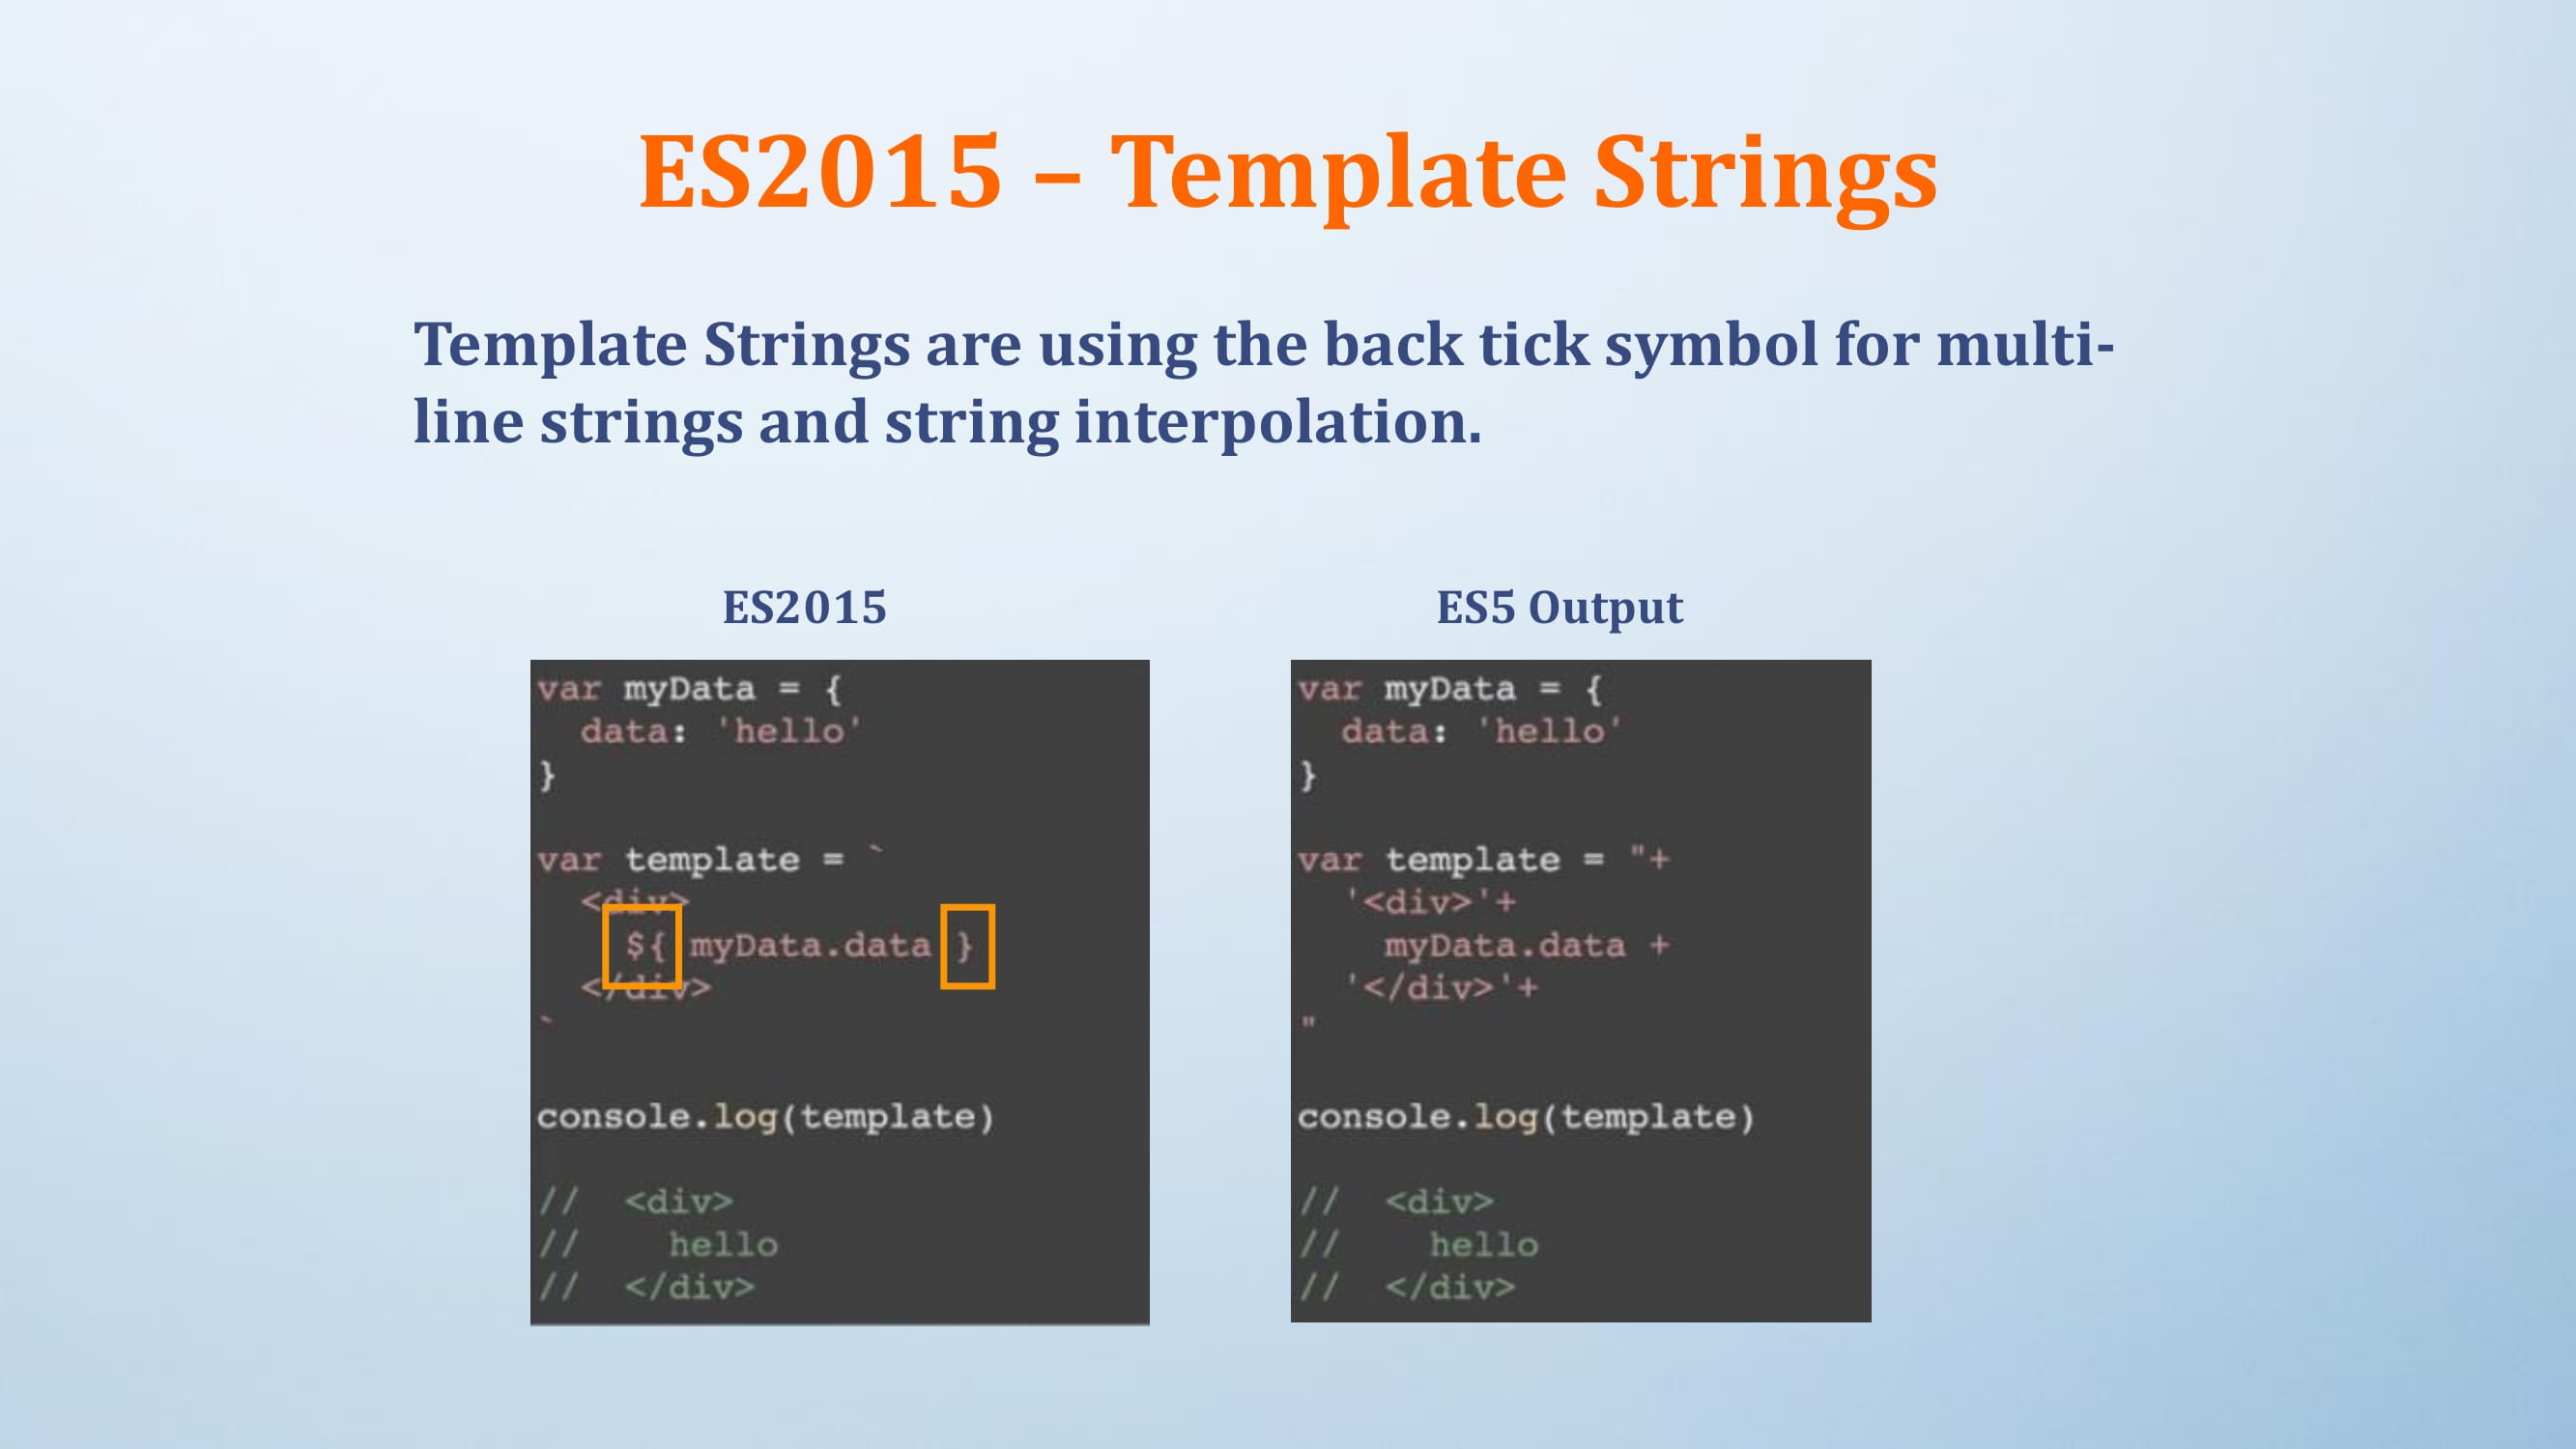 ES2015 – Template Strings
Template Strings are using the back tick symbol for multi-
line strings and string interpolation.
ES2015
var myData = {
  data: 'hello'
}
var template = `
  <div>
    ${ myData.data }
  </div>
`
console.log(template)
//  <div>
//    hello
//  </div>
ES5 Output
var myData = {
  data: 'hello'
}
var template = "+
  '<div>'+
    myData.data +
  '</div>'+
"
console.log(template)
//  <div>
//    hello
//  </div>